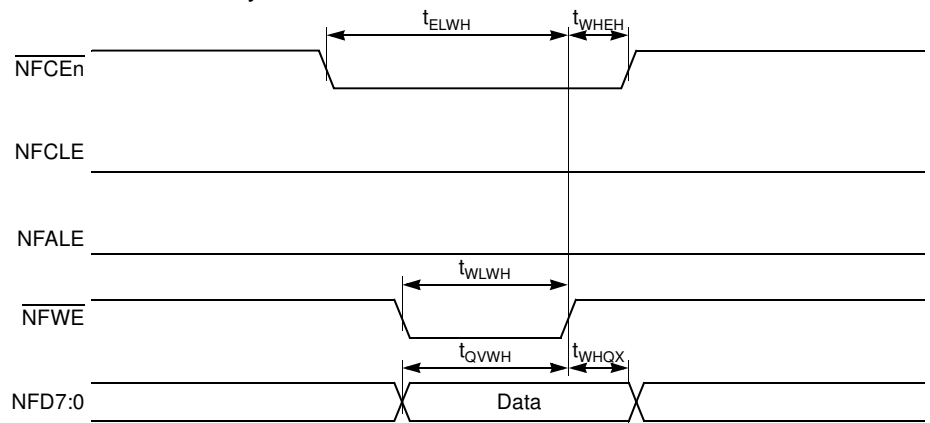 tELWH tWHEH
NFCEn
NFCLE
NFALE
tWLWH
NFWE
tQVWH tWHQX
NFD7:0 Data